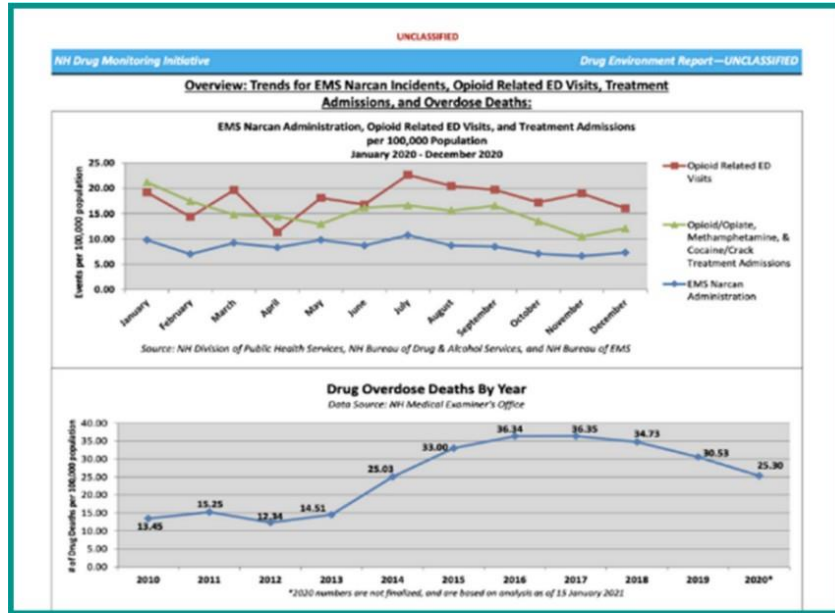 UNCLASSIFIED
NH Drug Monitoring Initiative
Drug Environment Report—UNCLASSIFIED
Overview: Trends for EMS Narcan Incidents, Opioid Related ED Visits, Treatment
Admissions, and Overdose Deaths:
EMS Narcan Administration, Opioid Related ED Visits, and Treatment Admissions
per 100,000 Population
January 2020 - December 2020
Events per 100,000 population
25.00
20.00
15.00
10.00
5.00
0.00
January
February
March
April
May
June
July
August
September
October
November
December
Opioid Related ED
Visits
Opioid/Opiate,
Methamphetamine, &
Cocaine/Crack
Treatment Admissions
EMS Narcan
Administration
Source: NH Division of Public Health Services, NH Bureau of Drug & Alcohol Services, and NH Bureau of EMS
Drug Overdose Deaths By Year
Data Source: NH Medical Examiner's Office
# of Drug Deaths per 100,000 population
40.00
35.00
30.00
25.00
20.00
15.00
10.00
5.00
0.00
13.45
15.25
12.34
14.51
25.03
33.00
36.34
36.35
34.73
30.53
25.30
2010
2011
2012
2013
2014
2015
2016
2017
2018
2019
2020*
*2020 numbers are not finalized, and are based on analysis as of 15 January 2021